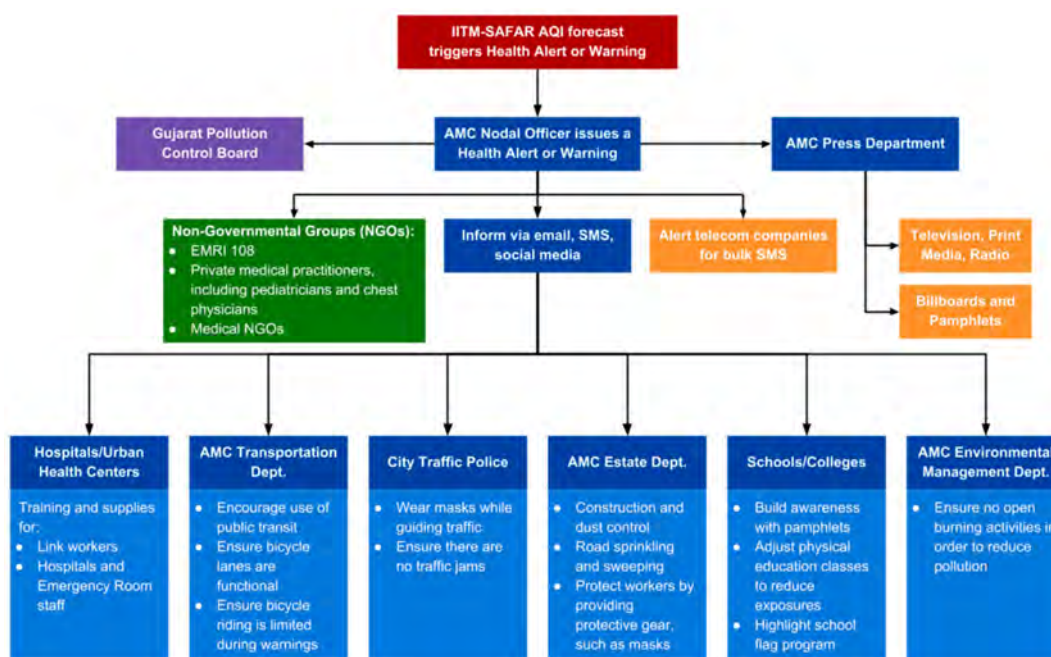 IITM-SAFAR AQI forecast
triggers Health Alert or Warning
Gujarat Pollution
Control Board
AMC Nodal Officer issues a
Health Alert or Warning
AMC Press Department
Non-Governmental Groups (NGOs):
● EMRI 108
● Private medical practitioners,
including pediatricians and chest
physicians
● Medical NGOs
Inform via email, SMS,
social media
Alert telecom companies
for bulk SMS
Television, Print
Media, Radio
Billboards and
Pamphlets
Hospitals/Urban
Health Centers
Training and supplies
for:
● Link workers
● Hospitals and
Emergency Room
staff
AMC Transportation
Dept.
● Encourage use of
public transit
● Ensure bicycle
lanes are
functional
● Ensure bicycle
riding is limited
during warnings
City Traffic Police
● Wear masks while
guiding traffic
● Ensure there are
no traffic jams
AMC Estate Dept.
● Construction and
dust control
● Road sprinkling
and sweeping
● Protect workers by
providing
protective gear,
such as masks
Schools/Colleges
● Build awareness
with pamphlets
● Adjust physical
education classes
to reduce
exposures
● Highlight school
flag program
AMC Environmental
Management Dept.
● Ensure no open
burning activities in
order to reduce
pollution